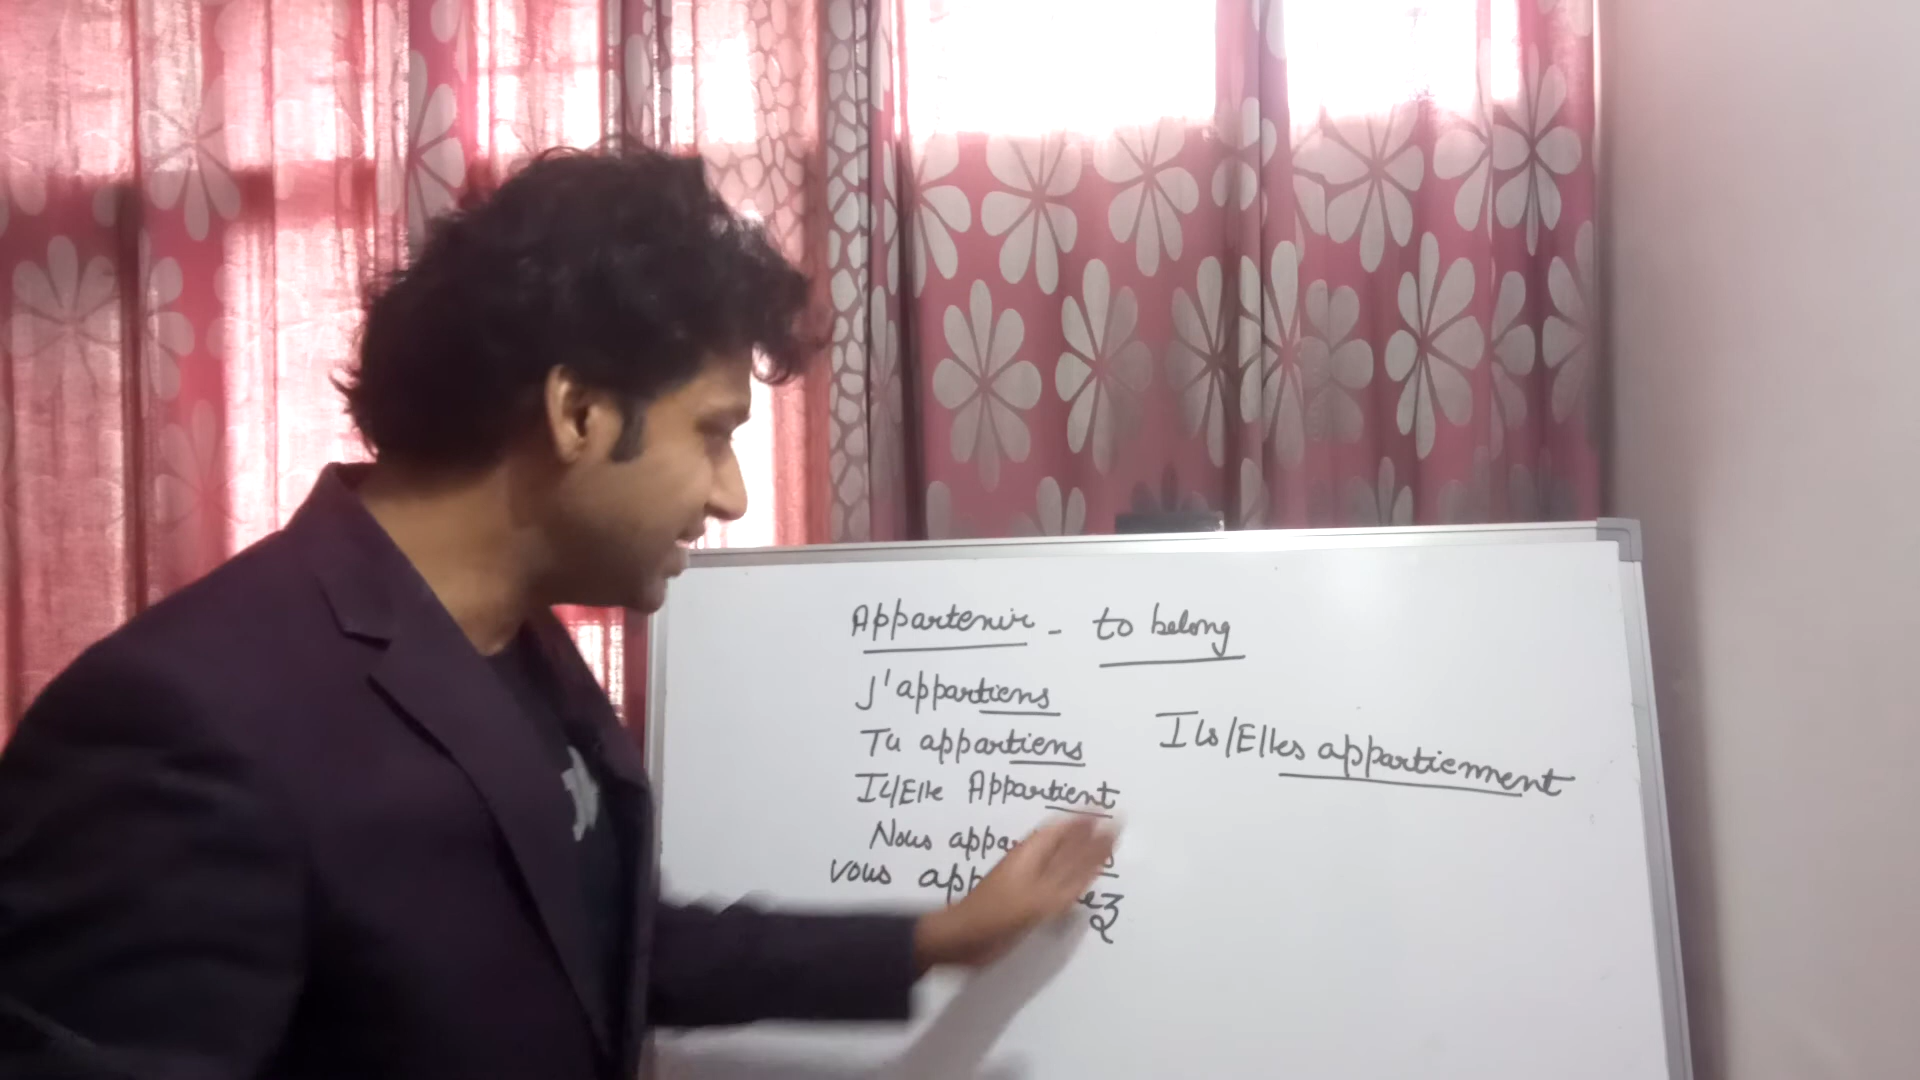 Appartenir - to belong
J'appartiens
Tu appartiens
Il/Elle Appartient
Nous
vous
Ils/Elles appartiennent